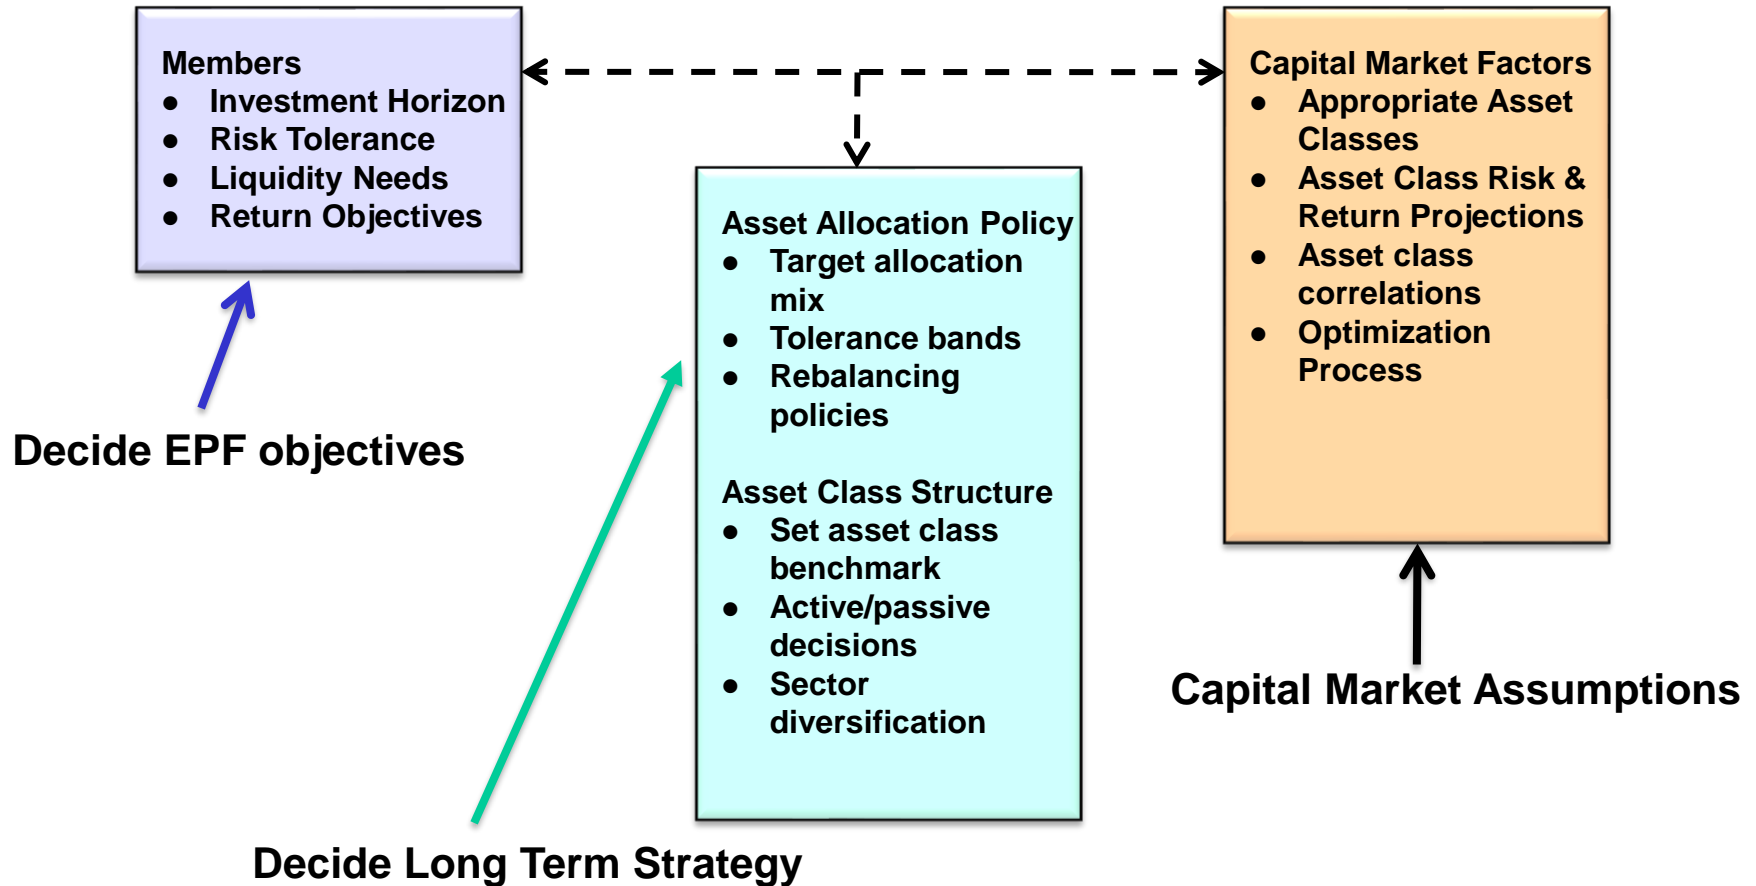 Members
● Investment Horizon
● Risk Tolerance
● Liquidity Needs
● Return Objectives
Decide EPF objectives
Asset Allocation Policy
● Target allocation
mix
● Tolerance bands
● Rebalancing
policies
Asset Class Structure
● Set asset class
benchmark
● Active/passive
decisions
● Sector
diversification
Decide Long Term Strategy
Capital Market Factors
● Appropriate Asset
Classes
● Asset Class Risk &
Return Projections
● Asset class
correlations
● Optimization
Process
Capital Market Assumptions